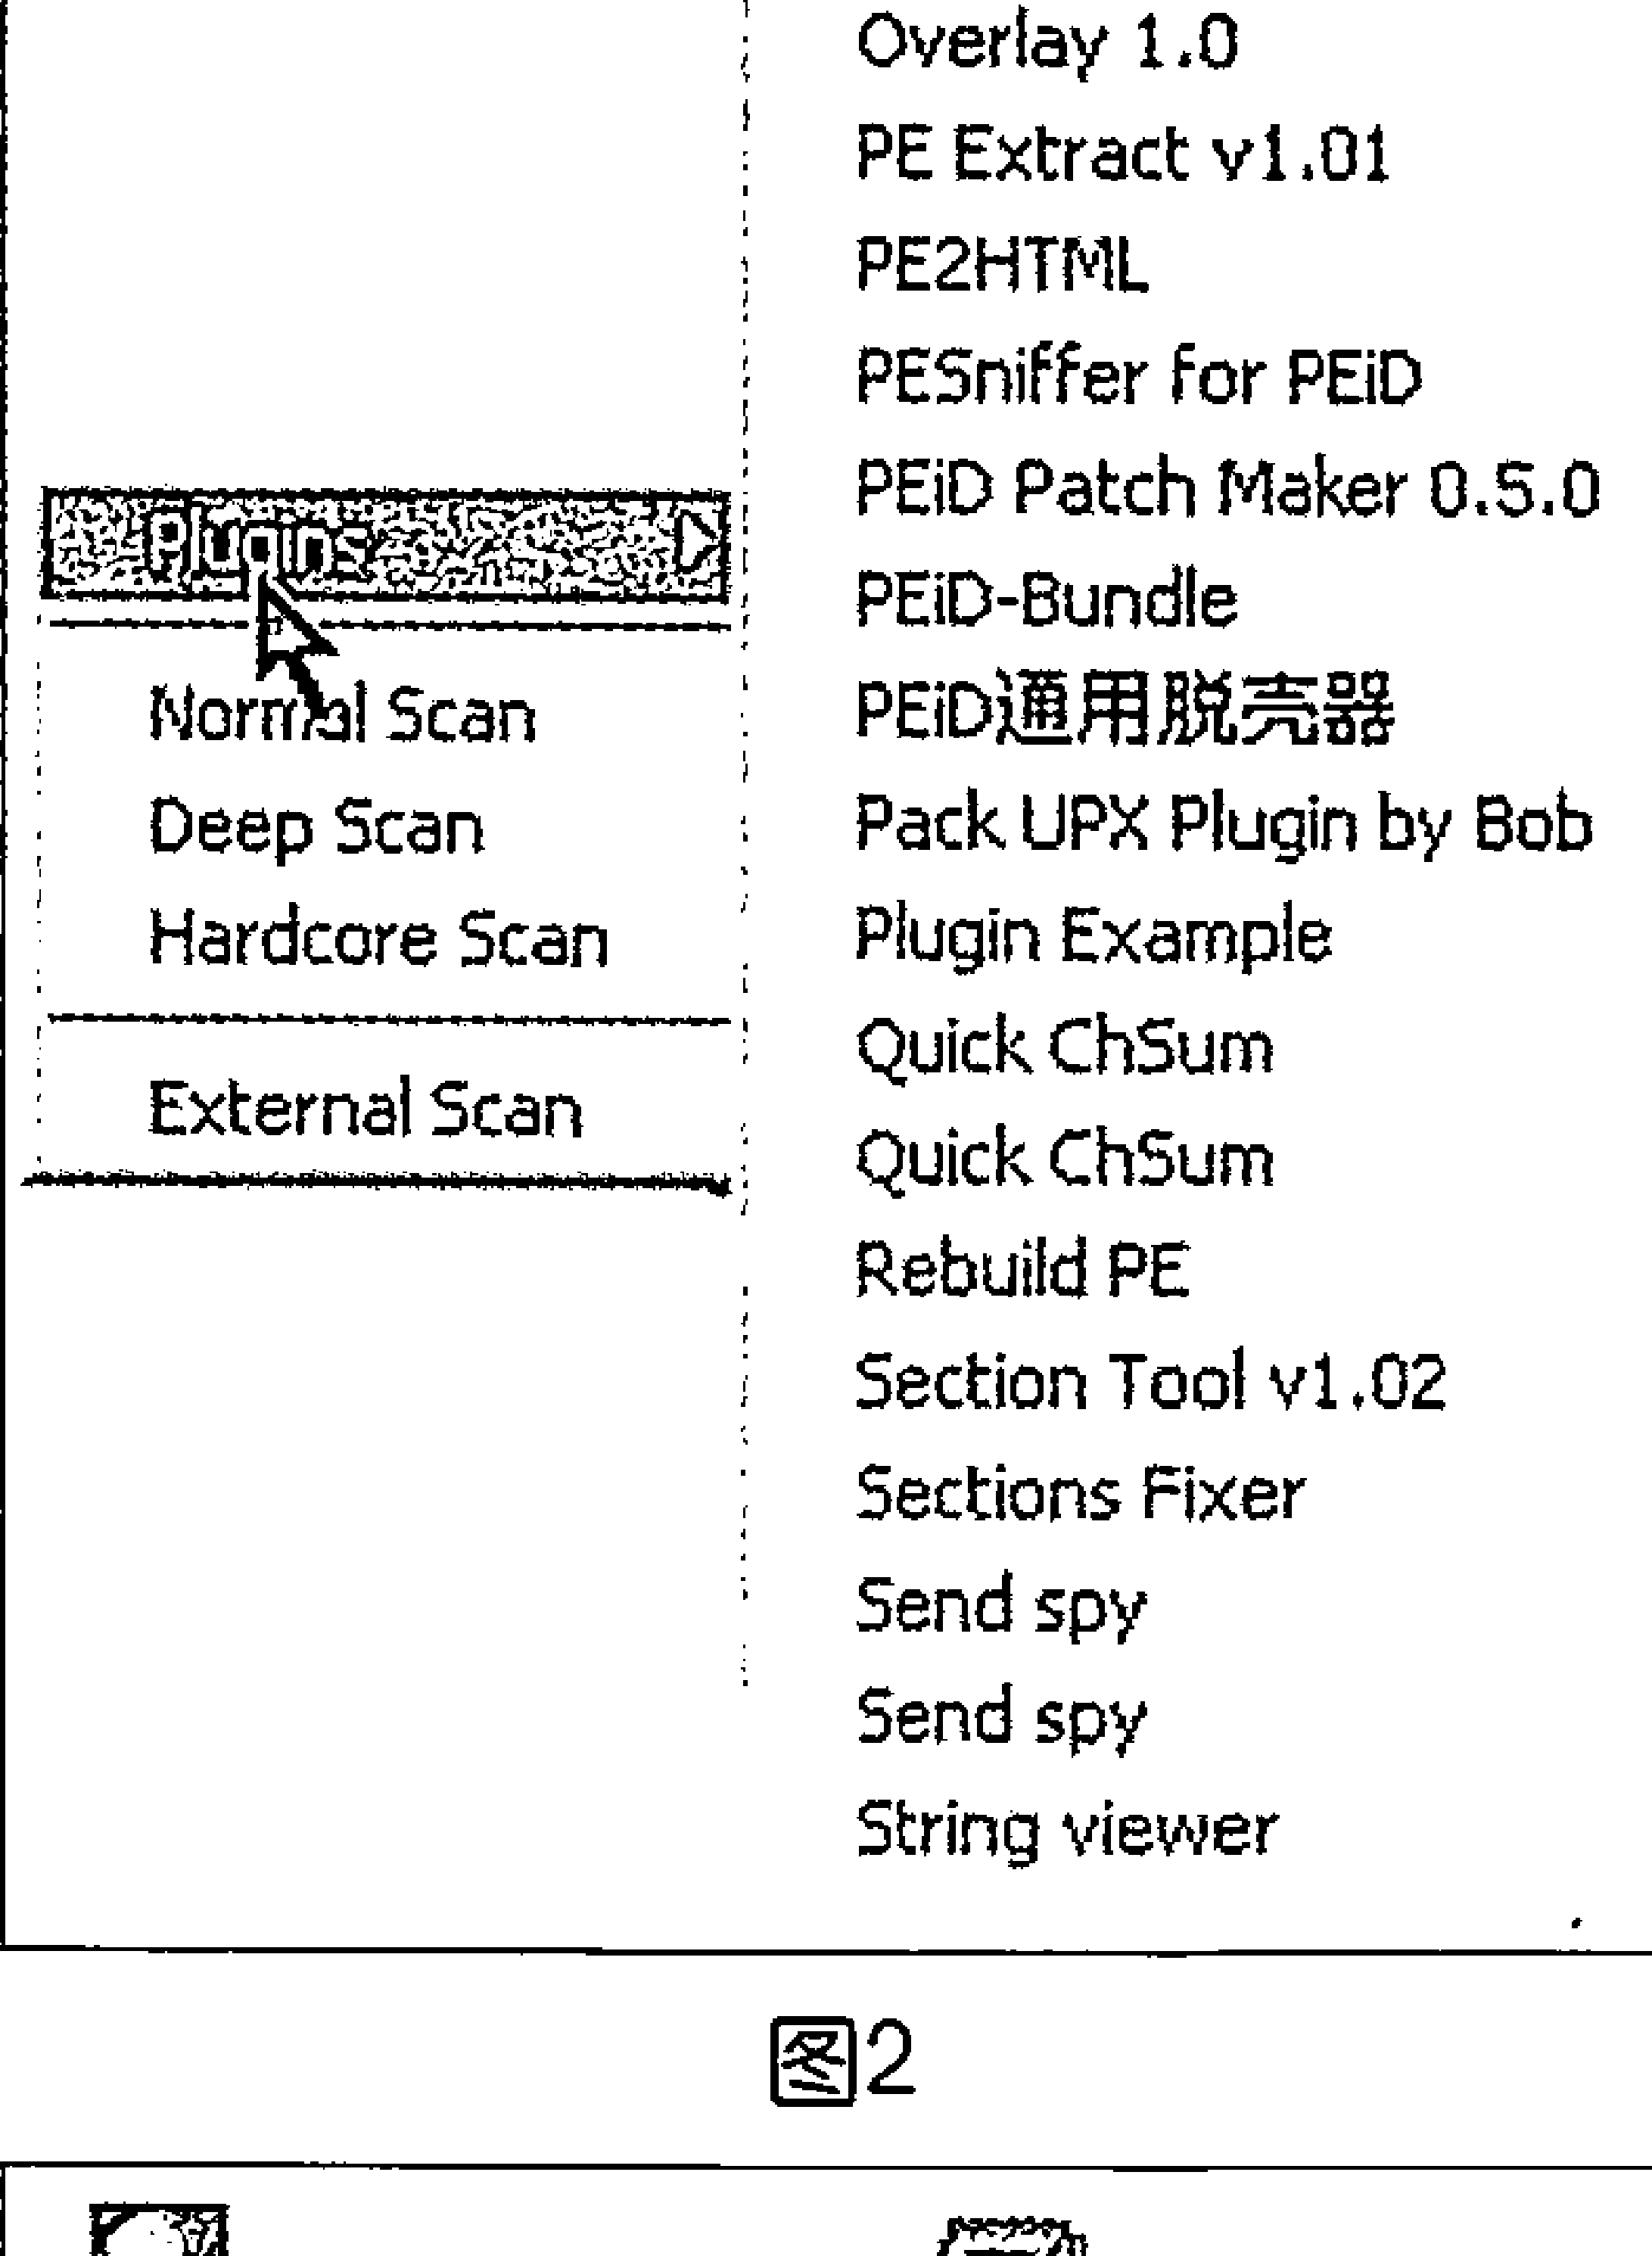 Overlay 1.0
PE Extract v1.01
PE2HTML
PESniffer for PEiD
PEiD Patch Maker 0.5.0
PEiD-Bundle
PEiD通用脱壳器
Pack UPX Plugin by Bob
Plugin Example
Quick ChSum
Quick ChSum
Rebuild PE
Section Tool v1.02
Sections Fixer
Send spy
Send spy
String viewer
Plugins
Normal Scan
Deep Scan
Hardcore Scan
External Scan
图2